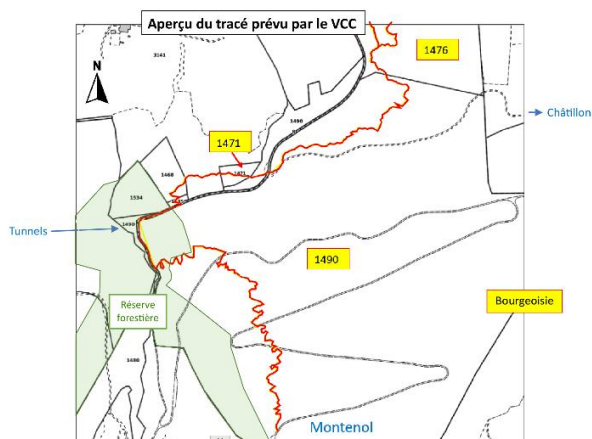 Aperçu du tracé prévu par le VCC
1476
3141
N
Châtillon
1490
1471
1471
1468
1534
Tunnels
1490
Bourgeoisie
Réserve
forestière
1488
Montenol